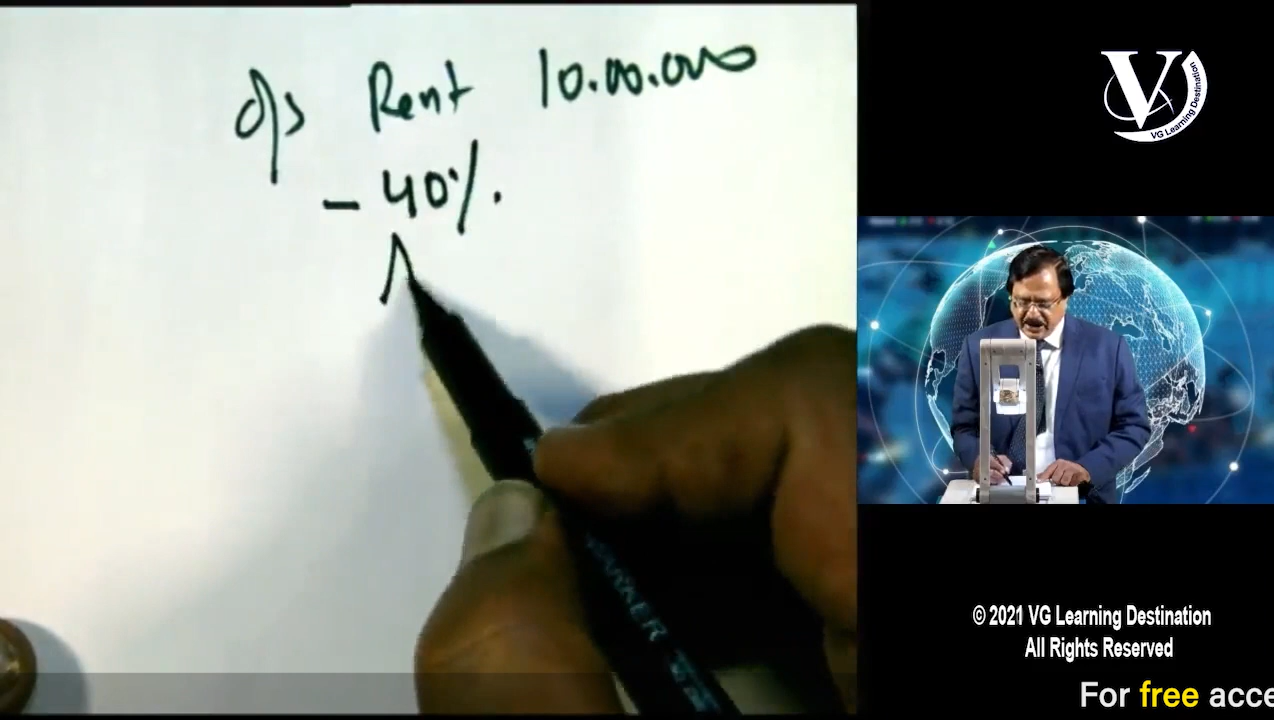 o/s Rent 10.00.000
- 40%.
V
VG Learning Destination
© 2021 VG Learning Destination
All Rights Reserved
For free acce